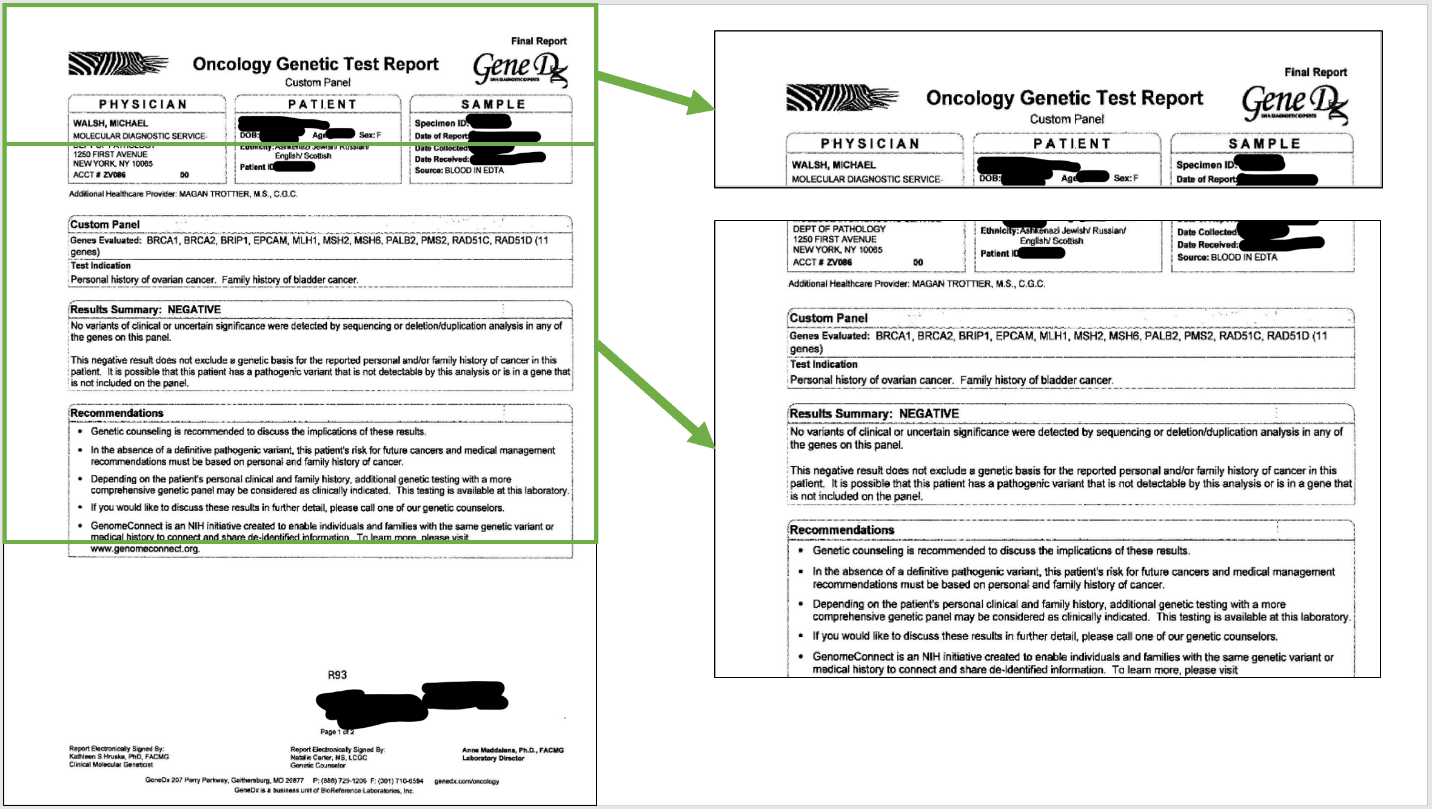 Final Report
Oncology Genetic Test Report
GeneDx
DNA DIAGNOSTIC EXPERTS
Custom Panel
PHYSICIAN
WALSH, MICHAEL
MOLECULAR DIAGNOSTIC SERVICE-
DEPT OF PATHOLOGY
1250 FIRST AVENUE
NEW YORK, NY 10065
ACCT # ZV086 00
PATIENT
DOB: Age Sex: F
Ethnicity: Ashkenazi Jewish/ Russian/
English/ Scottish
Patient ID
SAMPLE
Specimen ID:
Date of Report
Date Collected
Date Received:
Source: BLOOD IN EDTA
Additional Healthcare Provider: MAGAN TROTTIER, M.S., C.G.C.
Custom Panel
Genes Evaluated: BRCA1, BRCA2, BRIP1, EPCAM, MLH1, MSH2, MSH6, PALB2, PMS2, RAD51C, RAD51D (11
genes)
Test Indication
Personal history of ovarian cancer. Family history of bladder cancer.
Results Summary: NEGATIVE
No variants of clinical or uncertain significance were detected by sequencing or deletion/duplication analysis in any of
the genes on this panel.
This negative result does not exclude a genetic basis for the reported personal and/or family history of cancer in this
patient. It is possible that this patient has a pathogenic variant that is not detectable by this analysis or is in a gene that
is not included on the panel.
Recommendations
• Genetic counseling is recommended to discuss the implications of these results.
• In the absence of a definitive pathogenic variant, this patient's risk for future cancers and medical management
recommendations must be based on personal and family history of cancer.
• Depending on the patient's personal clinical and family history, additional genetic testing with a more
comprehensive genetic panel may be considered as clinically indicated. This testing is available at this laboratory.
• If you would like to discuss these results in further detail, please call one of our genetic counselors.
• GenomeConnect is an NIH initiative created to enable individuals and families with the same genetic variant or
medical history to connect and share de-identified information. To learn more, please visit
www.genomeconnect.org.
R93
Page 1 of 2
Report Electronically Signed By:
Kathleen S Hruska, PhD, FACMG
Clinical Molecular Geneticist
Report Electronically Signed By:
Natalie Carter, MS, LCGC
Genetic Counselor
Anne Maddalena, Ph.D., FACMG
Laboratory Director
GeneDx 207 Perry Parkway, Gaithersburg, MD 20877 P: (888) 729-1206 F: (301) 710-6594 genedx.com/oncology
GeneDx is a business unit of BioReference Laboratories, Inc.
Final Report
Oncology Genetic Test Report
GeneDx
DNA DIAGNOSTIC EXPERTS
Custom Panel
PHYSICIAN
WALSH, MICHAEL
MOLECULAR DIAGNOSTIC SERVICE-
PATIENT
DOB: Age Sex: F
SAMPLE
Specimen ID:
Date of Report
DEPT OF PATHOLOGY
1250 FIRST AVENUE
NEW YORK, NY 10065
ACCT # ZV086 00
Ethnicity: Ashkenazi Jewish/ Russian/
English/ Scottish
Patient ID
Date Collected
Date Received:
Source: BLOOD IN EDTA
Additional Healthcare Provider: MAGAN TROTTIER, M.S., C.G.C.
Custom Panel
Genes Evaluated: BRCA1, BRCA2, BRIP1, EPCAM, MLH1, MSH2, MSH6, PALB2, PMS2, RAD51C, RAD51D (11
genes)
Test Indication
Personal history of ovarian cancer. Family history of bladder cancer.
Results Summary: NEGATIVE
No variants of clinical or uncertain significance were detected by sequencing or deletion/duplication analysis in any of
the genes on this panel.
This negative result does not exclude a genetic basis for the reported personal and/or family history of cancer in this
patient. It is possible that this patient has a pathogenic variant that is not detectable by this analysis or is in a gene that
is not included on the panel.
Recommendations
• Genetic counseling is recommended to discuss the implications of these results.
• In the absence of a definitive pathogenic variant, this patient's risk for future cancers and medical management
recommendations must be based on personal and family history of cancer.
• Depending on the patient's personal clinical and family history, additional genetic testing with a more
comprehensive genetic panel may be considered as clinically indicated. This testing is available at this laboratory.
• If you would like to discuss these results in further detail, please call one of our genetic counselors.
• GenomeConnect is an NIH initiative created to enable individuals and families with the same genetic variant or
medical history to connect and share de-identified information. To learn more, please visit